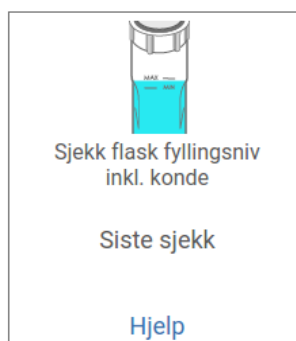 MAX
MIN
Sjekk flask fyllingsniv
inkl. konde
Siste sjekk
Hjelp